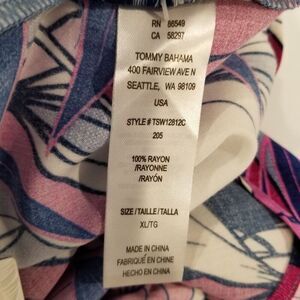 RN 86549
CA 58297
TOMMY BAHAMA
400 FAIRVIEW AVE N
SEATTLE, WA 98109
USA
STYLE # TSW12812C
205
100% RAYON
/RAYONNE
/RAYÓN
SIZE/TAILLE/TALLA
XL/TG
MADE IN CHINA
FABRIQUÉ EN CHINE
HECHO EN CHINA